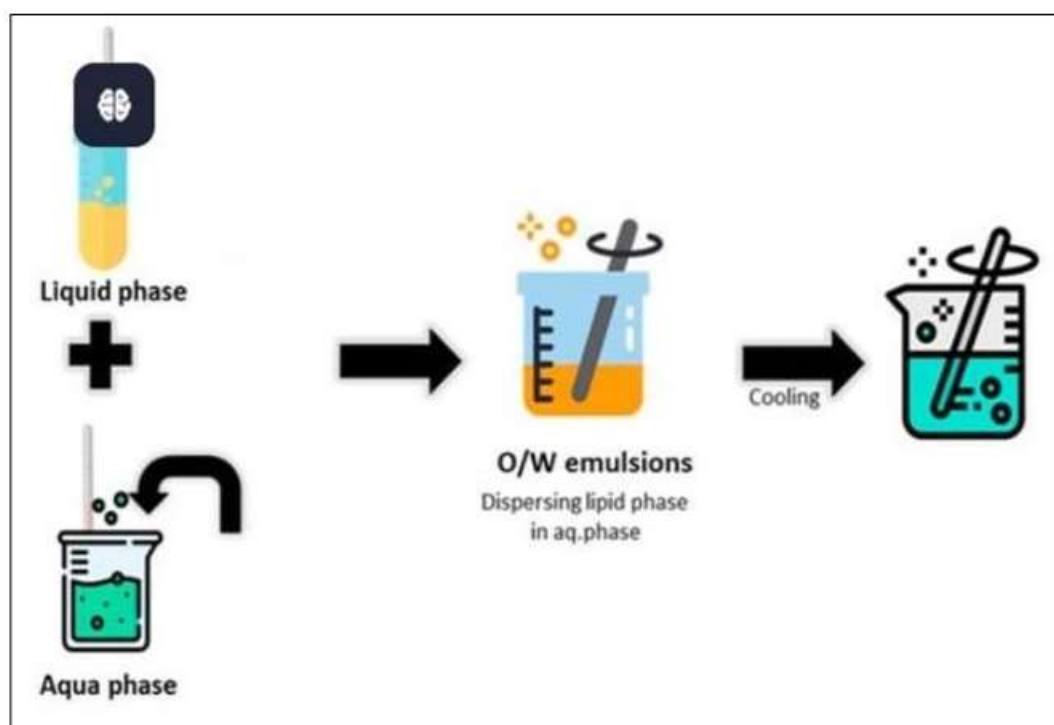 Liquid phase
Aqua phase
O/W emulsions
Dispersing lipid phase
in aq.phase
Cooling